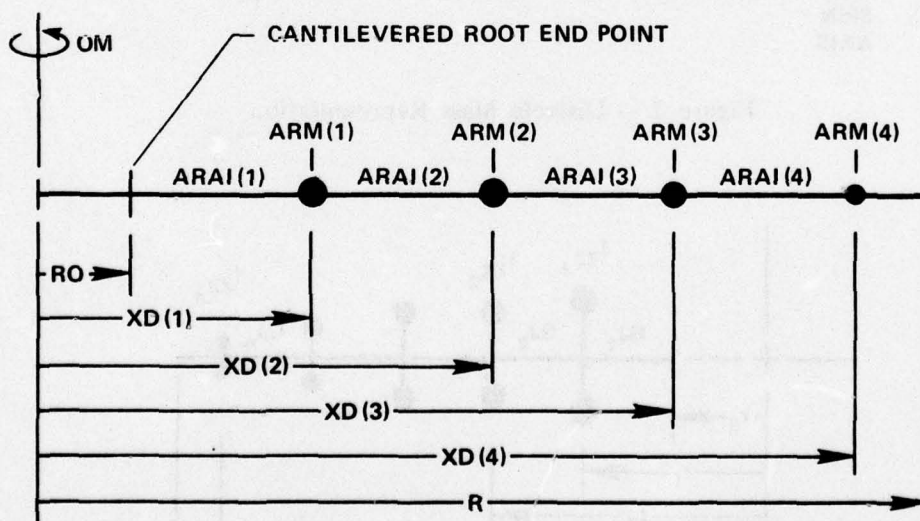 OM
CANTILEVERED ROOT END POINT
ARM(1) ARM(2) ARM(3) ARM(4)
ARAI(1) ARAI(2) ARAI(3) ARAI(4)
RO
XD(1)
XD(2)
XD(3)
XD(4)
R